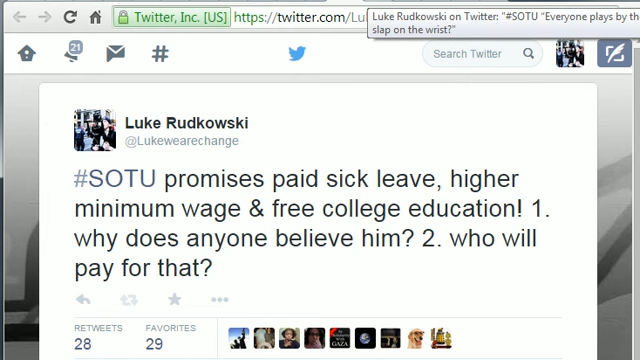 Twitter, Inc. [US]
https://twitter.com/Lu
Luke Rudkowski on Twitter: "#SOTU "Everyone plays by th
slap on the wrist?"
21
#
Search Twitter
Luke Rudkowski
@Lukewearechange
#SOTU promises paid sick leave, higher
minimum wage & free college education! 1.
why does anyone believe him? 2. who will
pay for that?
RETWEETS
28
FAVORITES
29
GAZA